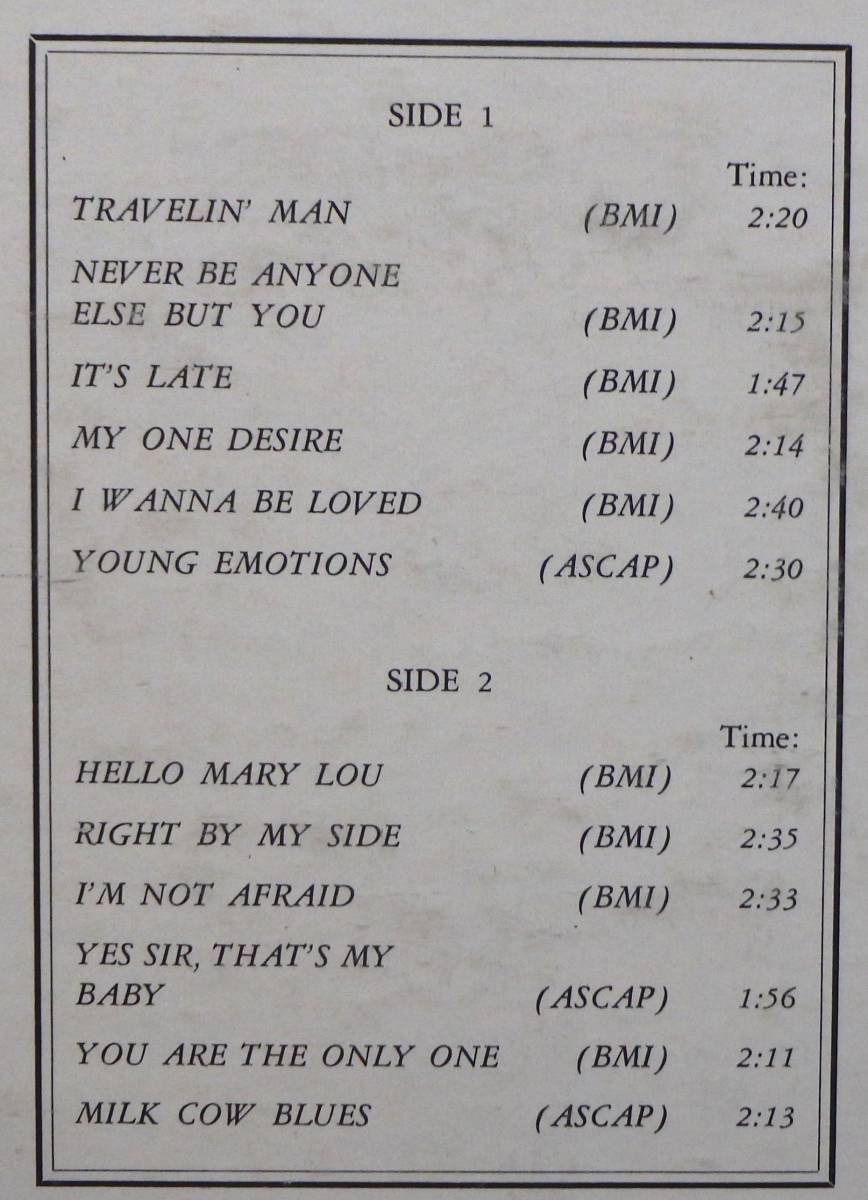 SIDE 1
Time:
TRAVELIN' MAN (BMI) 2:20
NEVER BE ANYONE
ELSE BUT YOU (BMI) 2:15
IT'S LATE (BMI) 1:47
MY ONE DESIRE (BMI) 2:14
I WANNA BE LOVED (BMI) 2:40
YOUNG EMOTIONS (ASCAP) 2:30
SIDE 2
Time:
HELLO MARY LOU (BMI) 2:17
RIGHT BY MY SIDE (BMI) 2:35
I'M NOT AFRAID (BMI) 2:33
YES SIR, THAT'S MY
BABY (ASCAP) 1:56
YOU ARE THE ONLY ONE (BMI) 2:11
MILK COW BLUES (ASCAP) 2:13